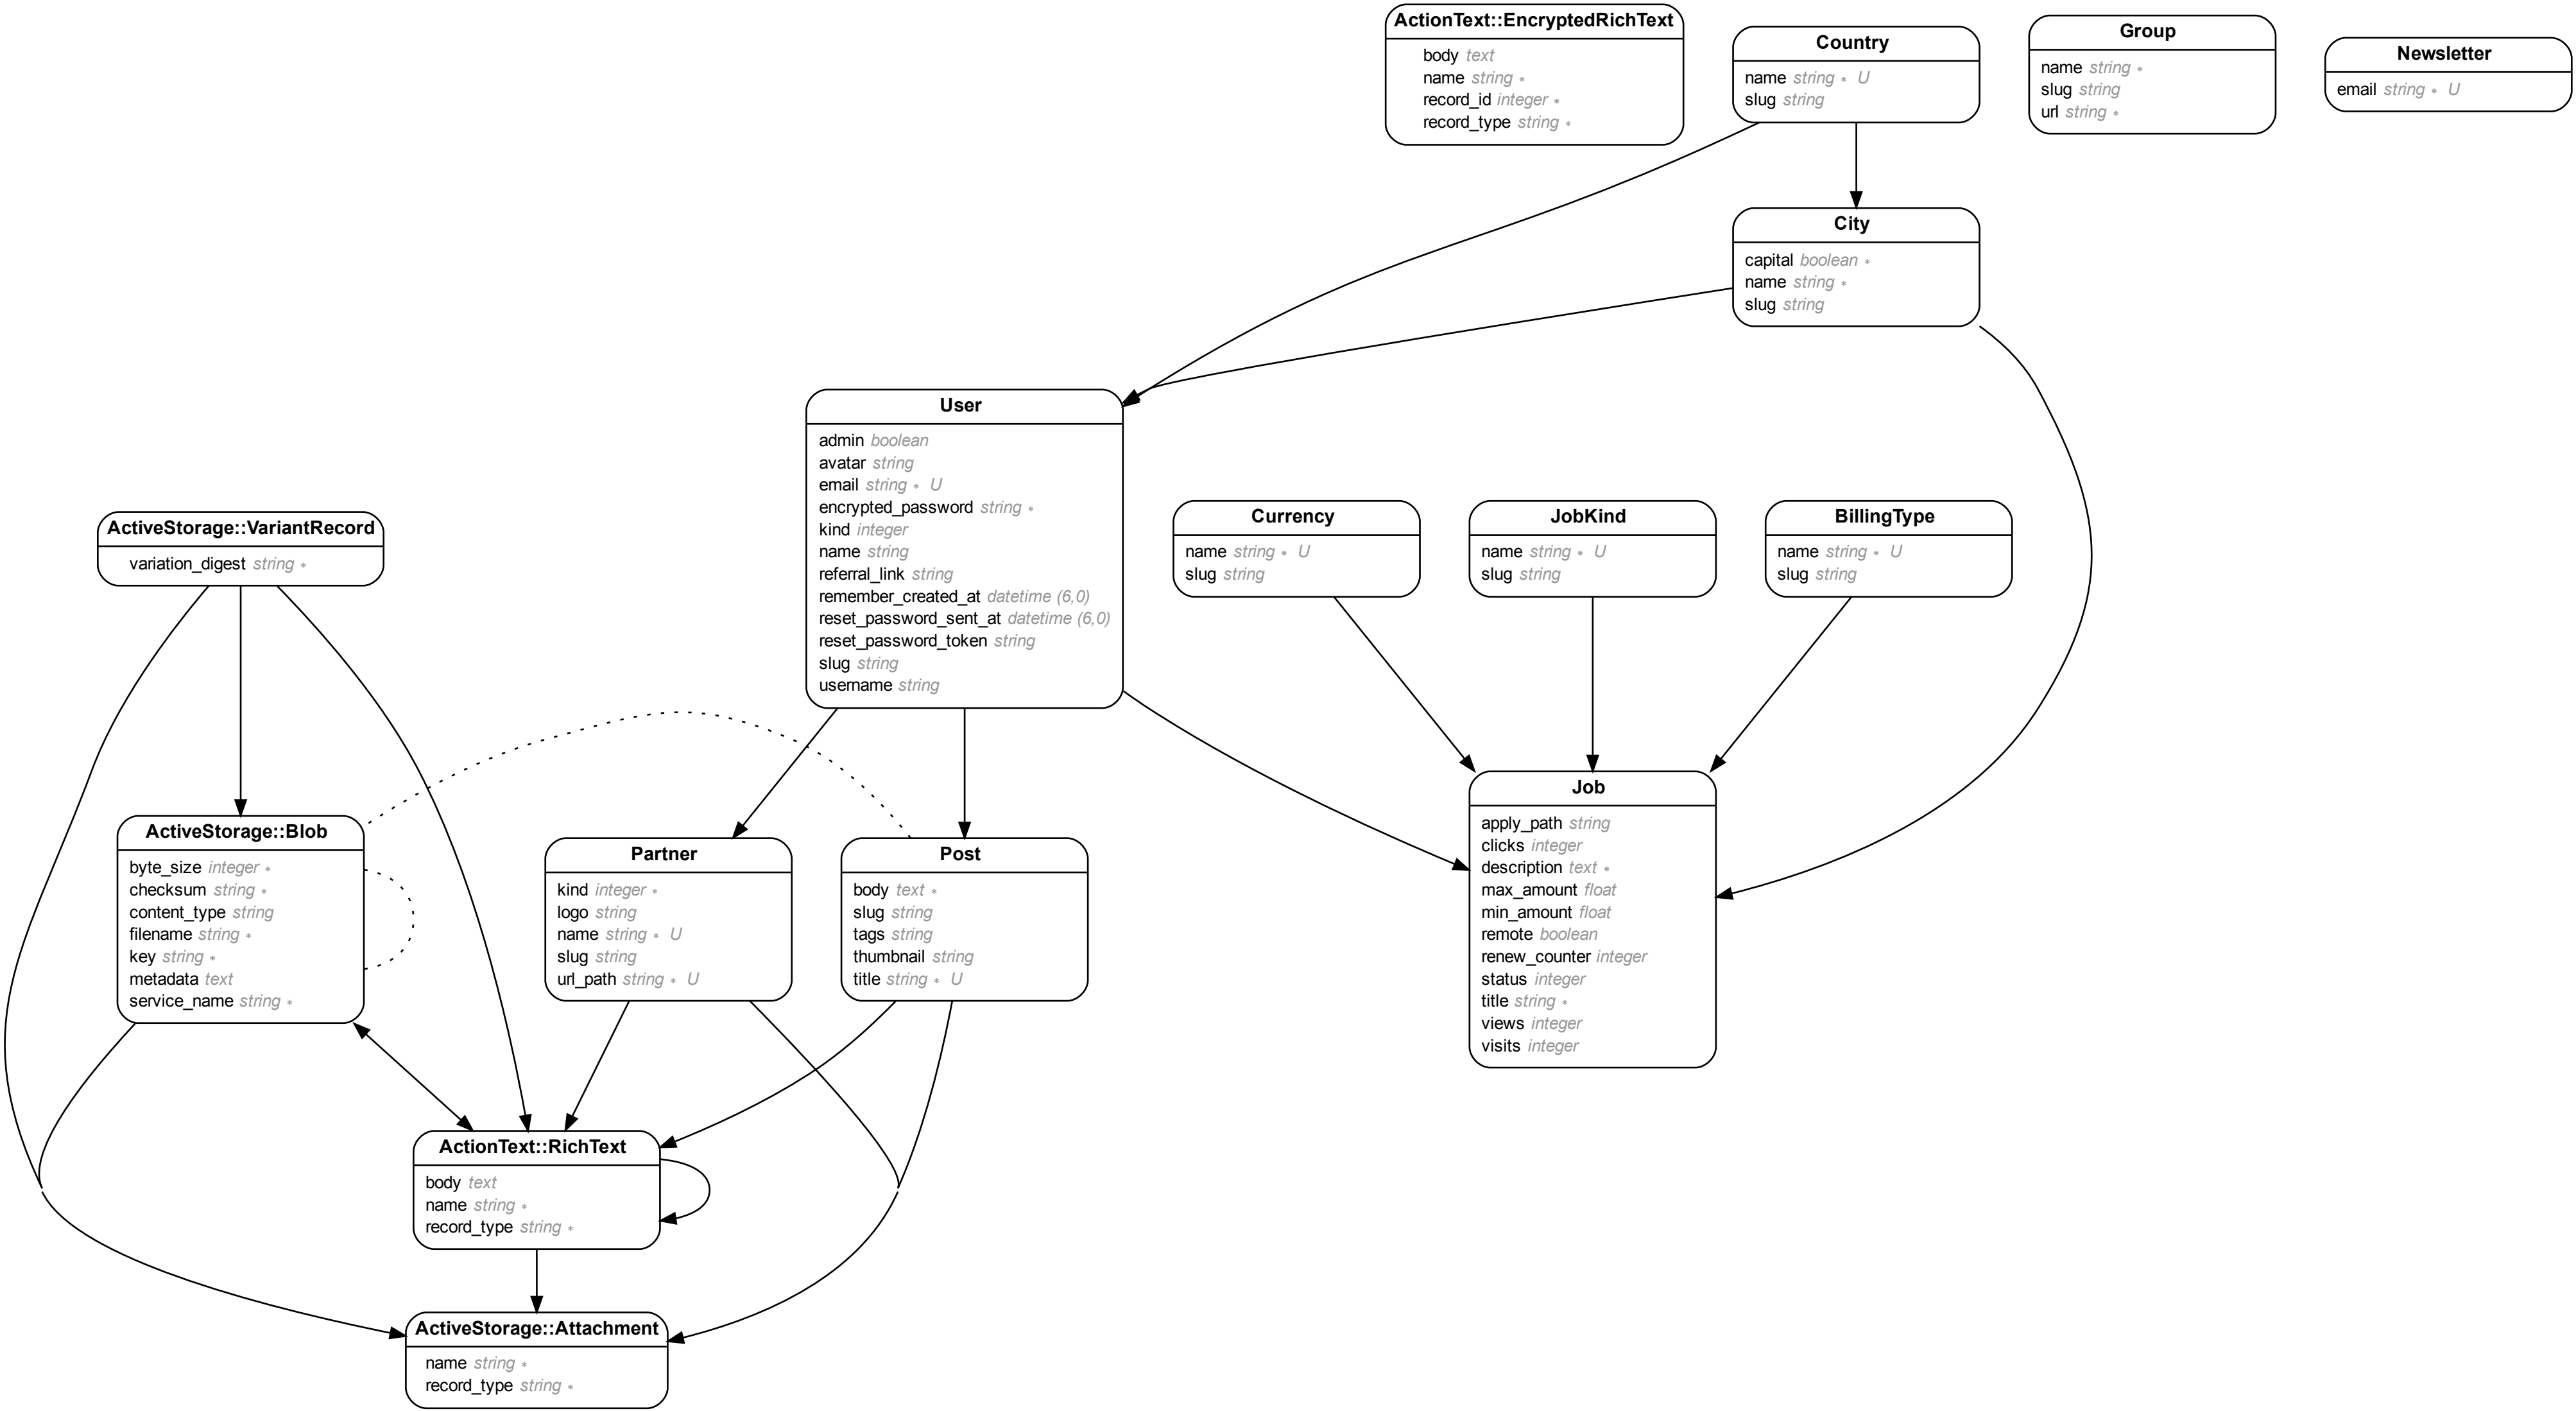 ActionText::EncryptedRichText
body text
name string *
record_id integer *
record_type string *
Country
name string * U
slug string
Group
name string *
slug string
url string *
Newsletter
email string * U
City
capital boolean *
name string *
slug string
User
admin boolean
avatar string
email string * U
encrypted_password string *
kind integer
name string
referral_link string
remember_created_at datetime (6,0)
reset_password_sent_at datetime (6,0)
reset_password_token string
slug string
username string
Currency
name string * U
slug string
JobKind
name string * U
slug string
BillingType
name string * U
slug string
ActiveStorage::VariantRecord
variation_digest string *
ActiveStorage::Blob
byte_size integer *
checksum string *
content_type string
filename string *
key string *
metadata text
service_name string *
Partner
kind integer *
logo string
name string * U
slug string
url_path string * U
Post
body text *
slug string
tags string
thumbnail string
title string * U
Job
apply_path string
clicks integer
description text *
max_amount float
min_amount float
remote boolean
renew_counter integer
status integer
title string *
views integer
visits integer
ActionText::RichText
body text
name string *
record_type string *
ActiveStorage::Attachment
name string *
record_type string *